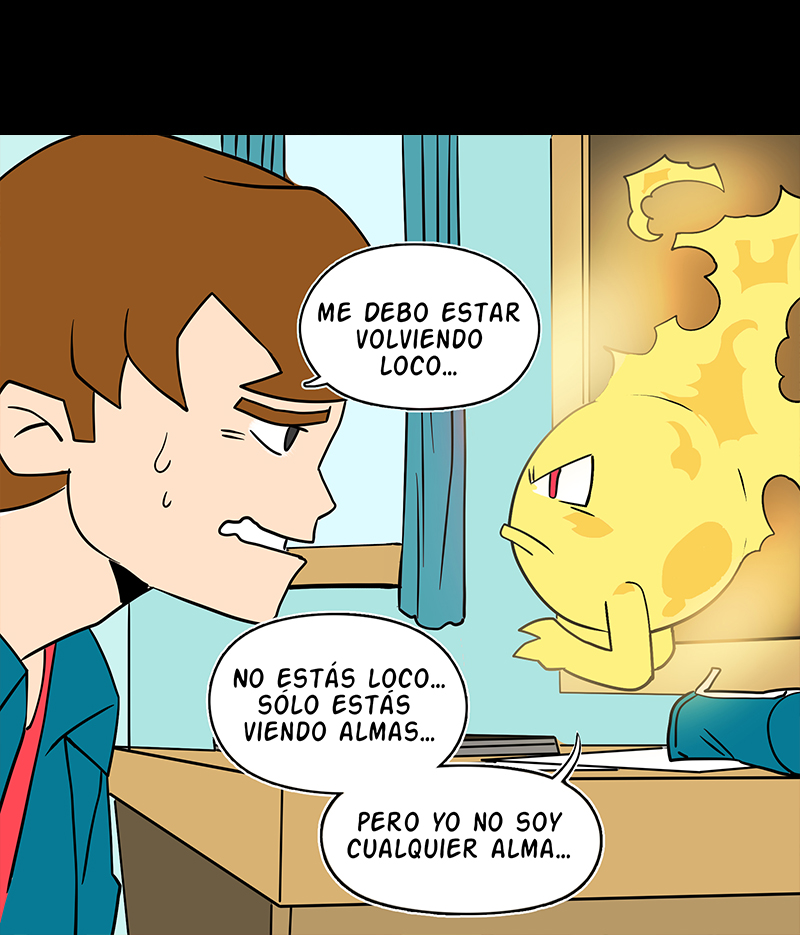 ME DEBO ESTAR
VOLVIENDO
LOCO...
NO ESTÁS LOCO...
SÓLO ESTÁS
VIENDO ALMAS...
PERO YO NO SOY
CUALQUIER ALMA...